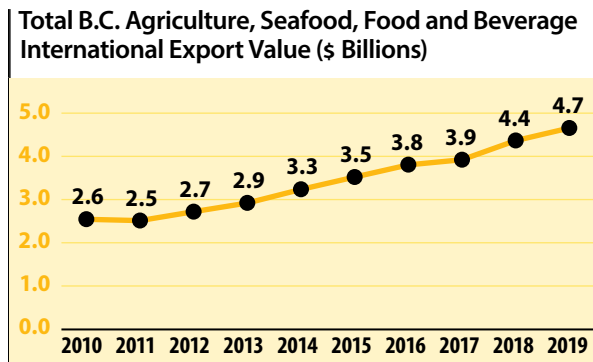 Total B.C. Agriculture, Seafood, Food and Beverage
International Export Value ($ Billions)
5.0
4.0
3.0
2.0
1.0
0.0
2.6 2.5 2.7 2.9 3.3 3.5 3.8 3.9 4.4 4.7
2010 2011 2012 2013 2014 2015 2016 2017 2018 2019